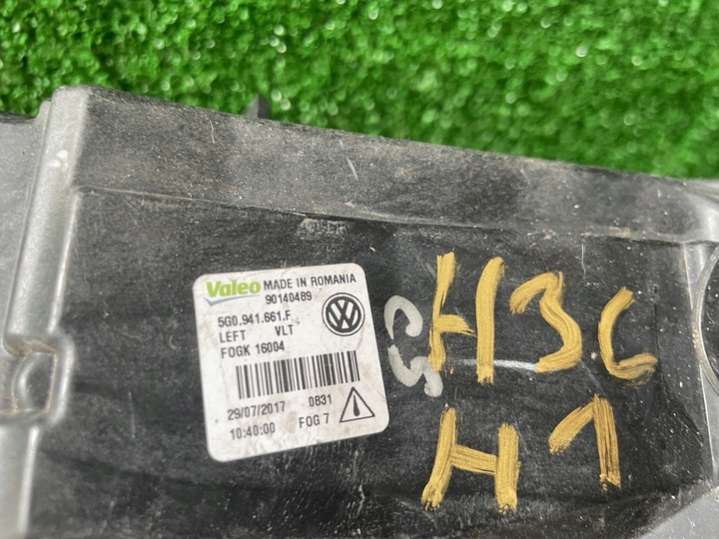 Valeo MADE IN ROMANIA
90140489
5G0.941.661.F
LEFT VLT
FOGK 16004
29/07/2017 0831
10:40:00 FOG 7
H3C
H1